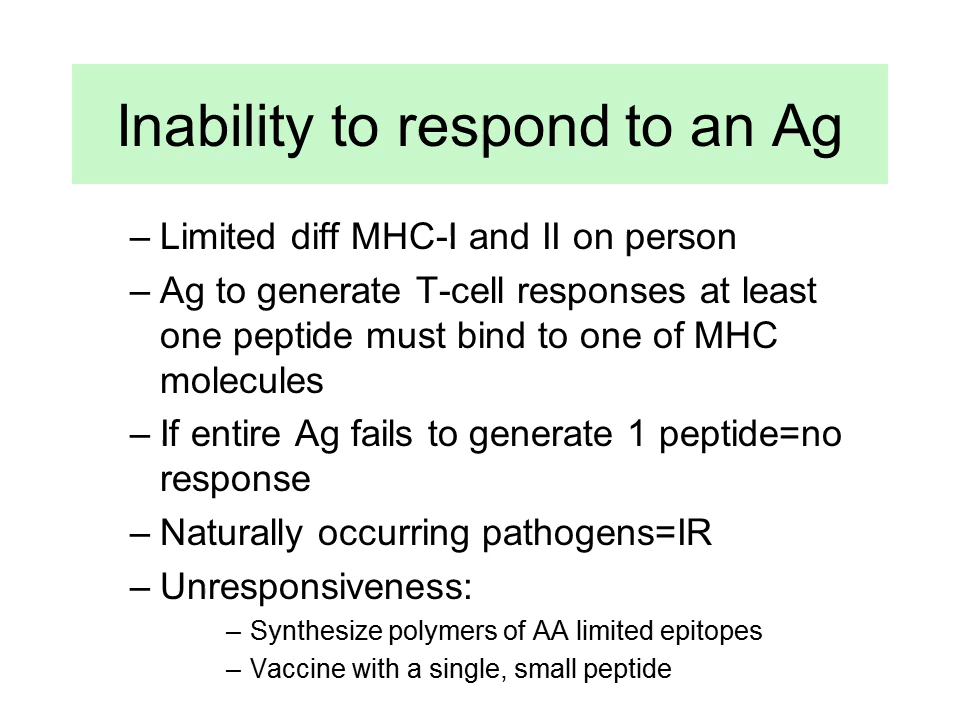 Inability to respond to an Ag
– Limited diff MHC-I and II on person
– Ag to generate T-cell responses at least
one peptide must bind to one of MHC
molecules
– If entire Ag fails to generate 1 peptide=no
response
– Naturally occurring pathogens=IR
– Unresponsiveness:
– Synthesize polymers of AA limited epitopes
– Vaccine with a single, small peptide